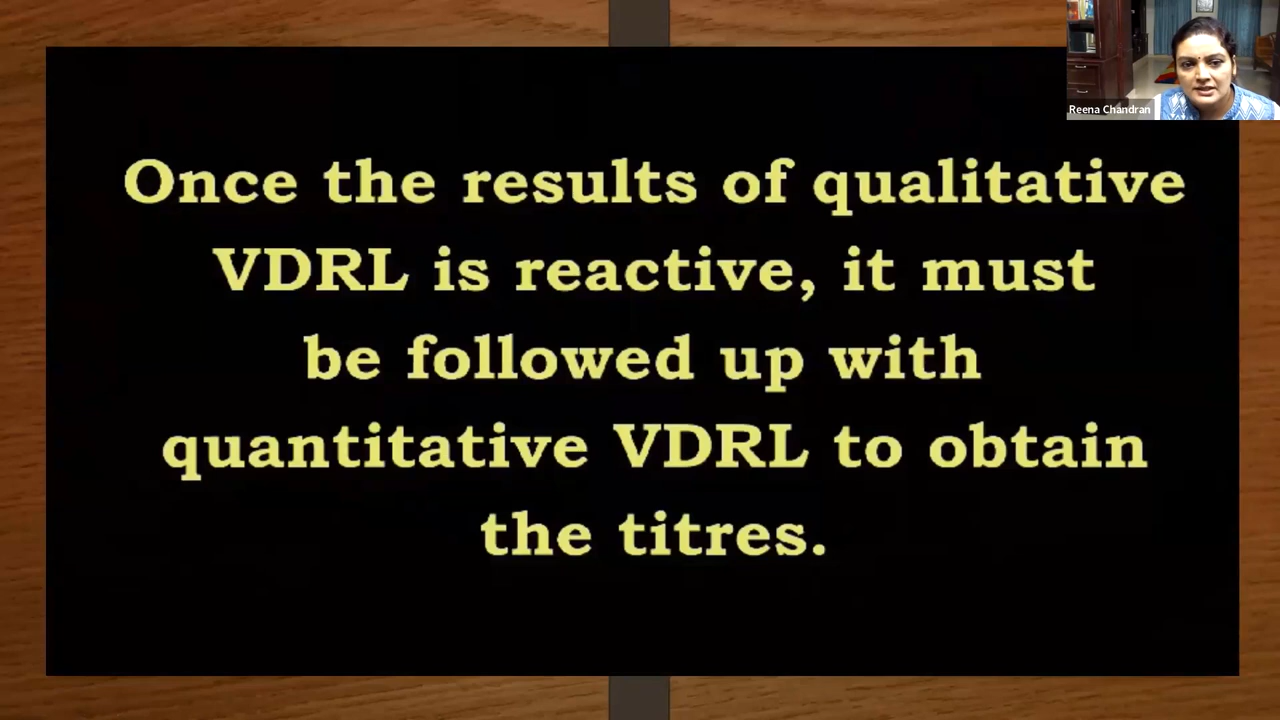 Reena Chandran
Once the results of qualitative
VDRL is reactive, it must
be followed up with
quantitative VDRL to obtain
the titres.